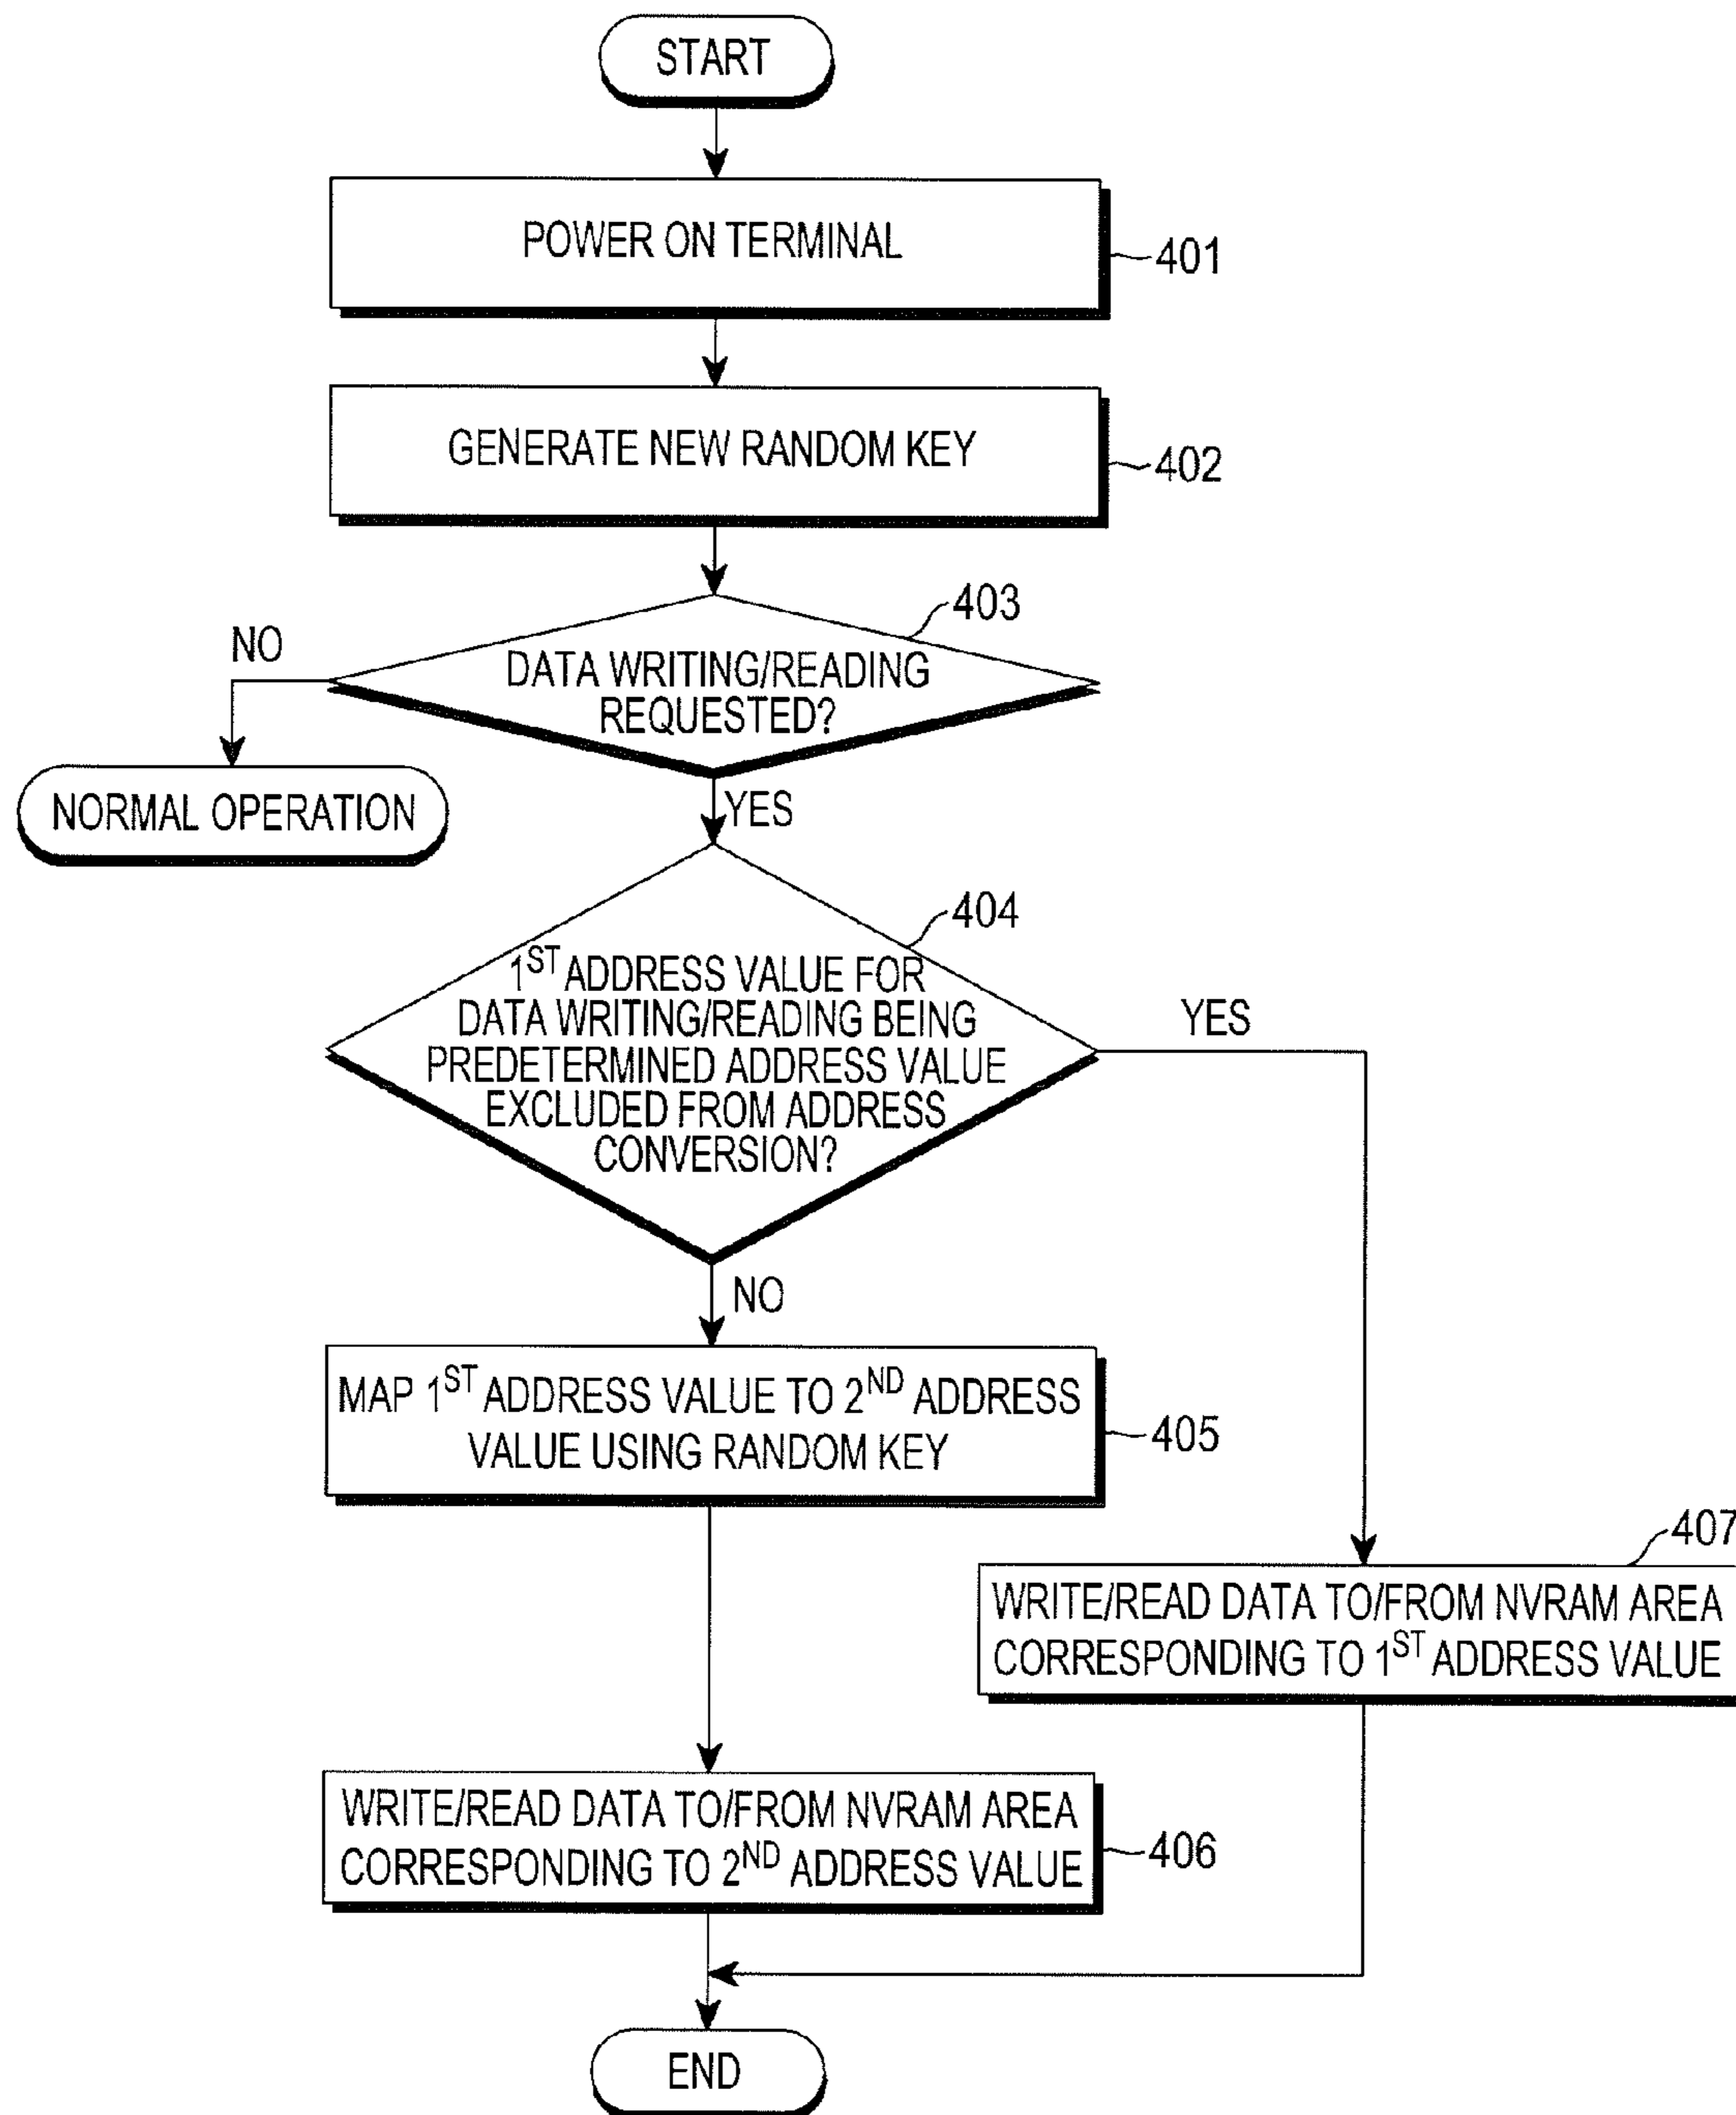 START
POWER ON TERMINAL
401
GENERATE NEW RANDOM KEY
402
403
NO
DATA WRITING/READING
REQUESTED?
NORMAL OPERATION
YES
404
1ST ADDRESS VALUE FOR
DATA WRITING/READING BEING
PREDETERMINED ADDRESS VALUE
EXCLUDED FROM ADDRESS
CONVERSION?
YES
NO
MAP 1ST ADDRESS VALUE TO 2ND ADDRESS
VALUE USING RANDOM KEY
405
407
WRITE/READ DATA TO/FROM NVRAM AREA
CORRESPONDING TO 1ST ADDRESS VALUE
WRITE/READ DATA TO/FROM NVRAM AREA
CORRESPONDING TO 2ND ADDRESS VALUE
406
END